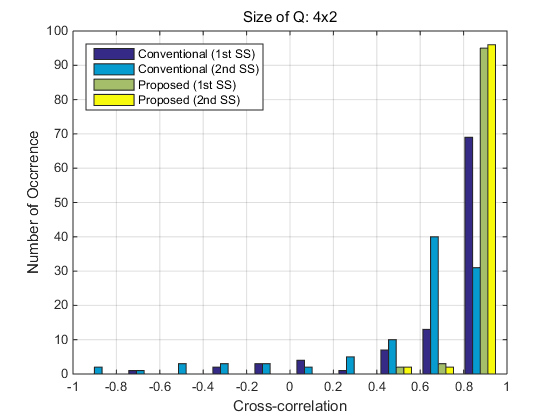 Size of Q: 4x2
Conventional (1st SS)
Conventional (2nd SS)
Proposed (1st SS)
Proposed (2nd SS)
Number of Occrrence
100
90
80
70
60
50
40
30
20
10
0
-1 -0.8 -0.6 -0.4 -0.2 0 0.2 0.4 0.6 0.8 1
Cross-correlation